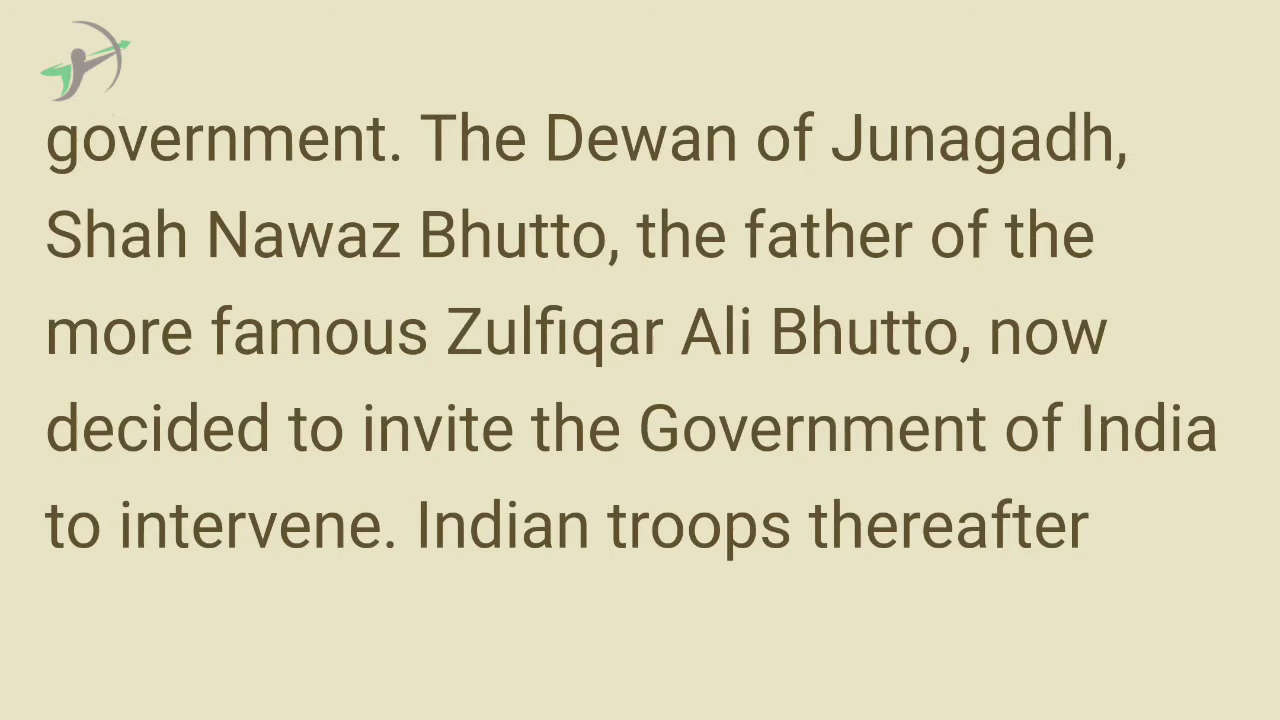 government. The Dewan of Junagadh,
Shah Nawaz Bhutto, the father of the
more famous Zulfiqar Ali Bhutto, now
decided to invite the Government of India
to intervene. Indian troops thereafter